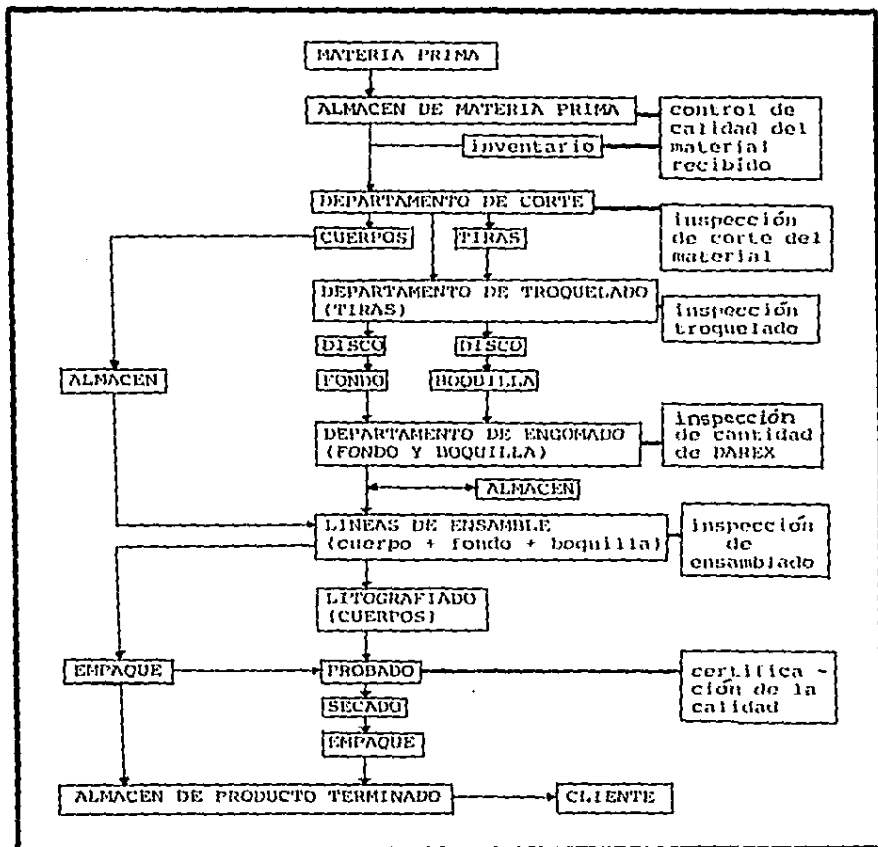 MATERIA PRIMA
ALMACEN DE MATERIA PRIMA
control de
calidad del
material
recibido
inventario
DEPARTAMENTO DE CORTE
inspección
de corte del
material
CUERPOS
TIRAS
DEPARTAMENTO DE TROQUELADO
(TIRAS)
inspección
troquelado
DISCO
DISCO
ALMACEN
FONDO
BOQUILLA
DEPARTAMENTO DE ENGOMADO
(FONDO Y BOQUILLA)
inspección
de cantidad
de DAREX
ALMACEN
LINEAS DE ENSAMBLE
(cuerpo + fondo + boquilla)
inspección
de
ensamblado
LITOGRAFIADO
(CUERPOS)
EMPAQUE
PROBADO
certifica -
ción de la
calidad
SECADO
EMPAQUE
ALMACEN DE PRODUCTO TERMINADO
CLIENTE